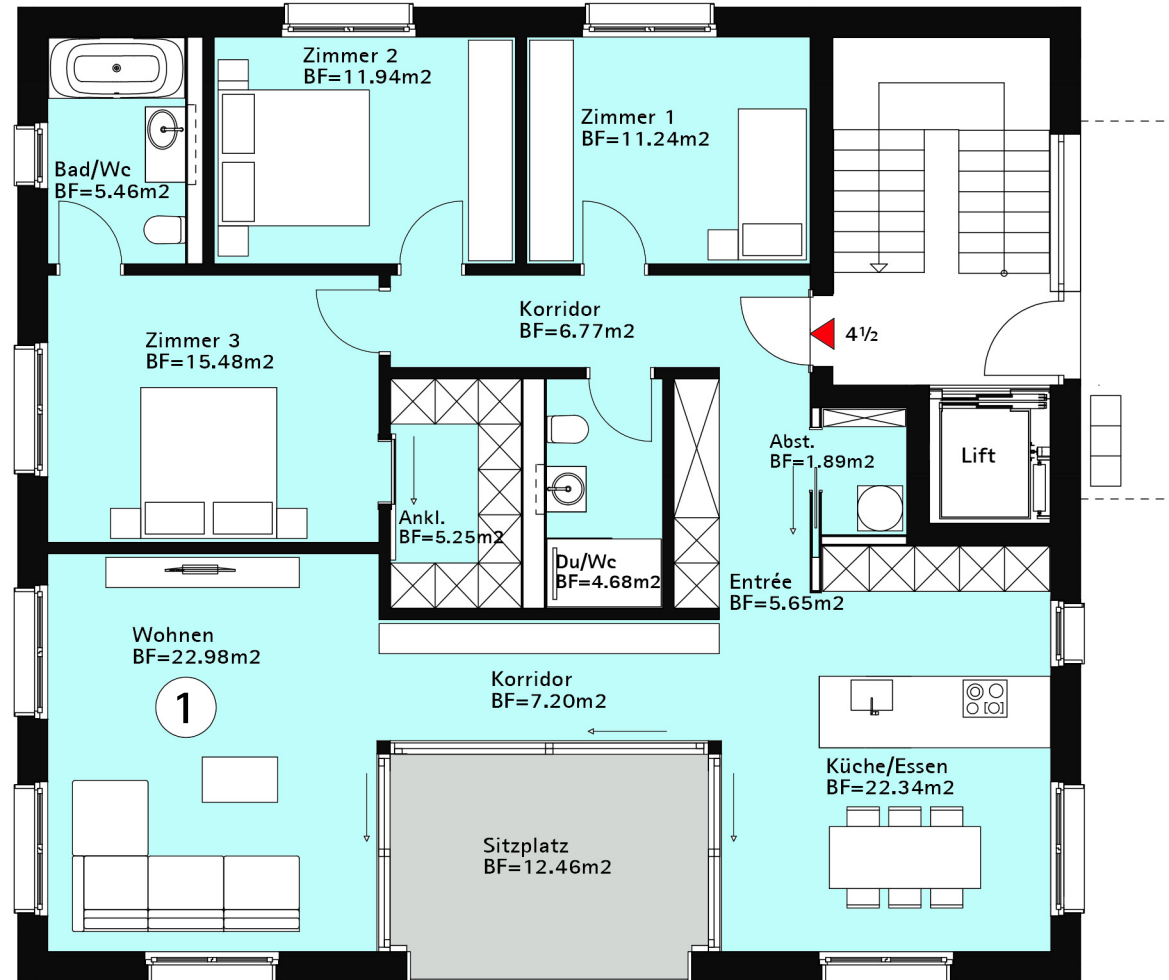 Zimmer 2
BF=11.94m2
Zimmer 1
BF=11.24m2
Bad/Wc
BF=5.46m2
Korridor
BF=6.77m2
4½
Zimmer 3
BF=15.48m2
Abst.
BF=1.89m2
Lift
Ankl.
BF=5.25m2
Du/Wc
BF=4.68m2
Entrée
BF=5.65m2
Wohnen
BF=22.98m2
1
Korridor
BF=7.20m2
Küche/Essen
BF=22.34m2
Sitzplatz
BF=12.46m2